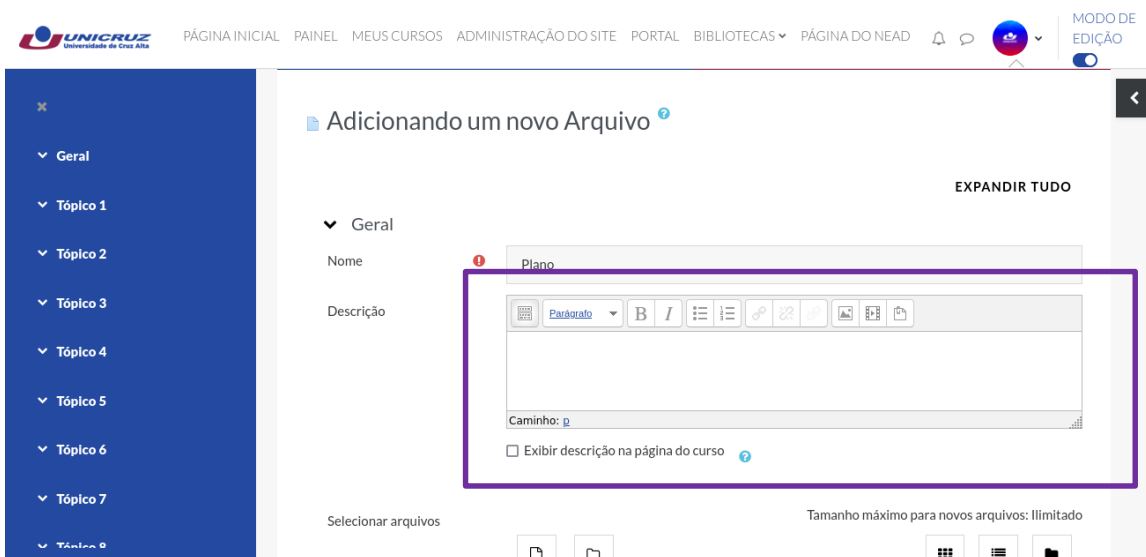 UNICRUZ
Universidade de Cruz Alta
PÁGINA INICIAL PAINEL MEUS CURSOS ADMINISTRAÇÃO DO SITE PORTAL BIBLIOTECAS PÁGINA DO NEAD
MODO DE
EDIÇÃO
Geral
Tópico 1
Tópico 2
Tópico 3
Tópico 4
Tópico 5
Tópico 6
Tópico 7
Tópico 8
Adicionando um novo Arquivo
EXPANDIR TUDO
Geral
Nome
Plano
Descrição
Parágrafo
B I
Caminho: p
Exibir descrição na página do curso
Selecionar arquivos
Tamanho máximo para novos arquivos: Ilimitado